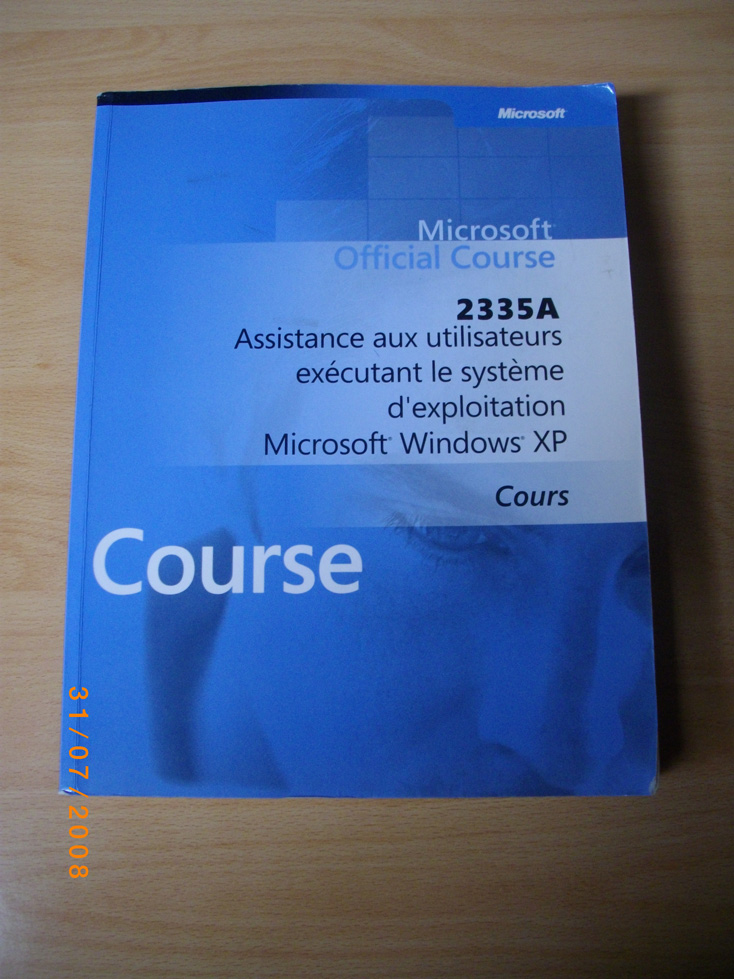 Microsoft
Microsoft
Official Course
2335A
Assistance aux utilisateurs
exécutant le système
d'exploitation
Microsoft® Windows® XP
Cours
Course
31/07/2008